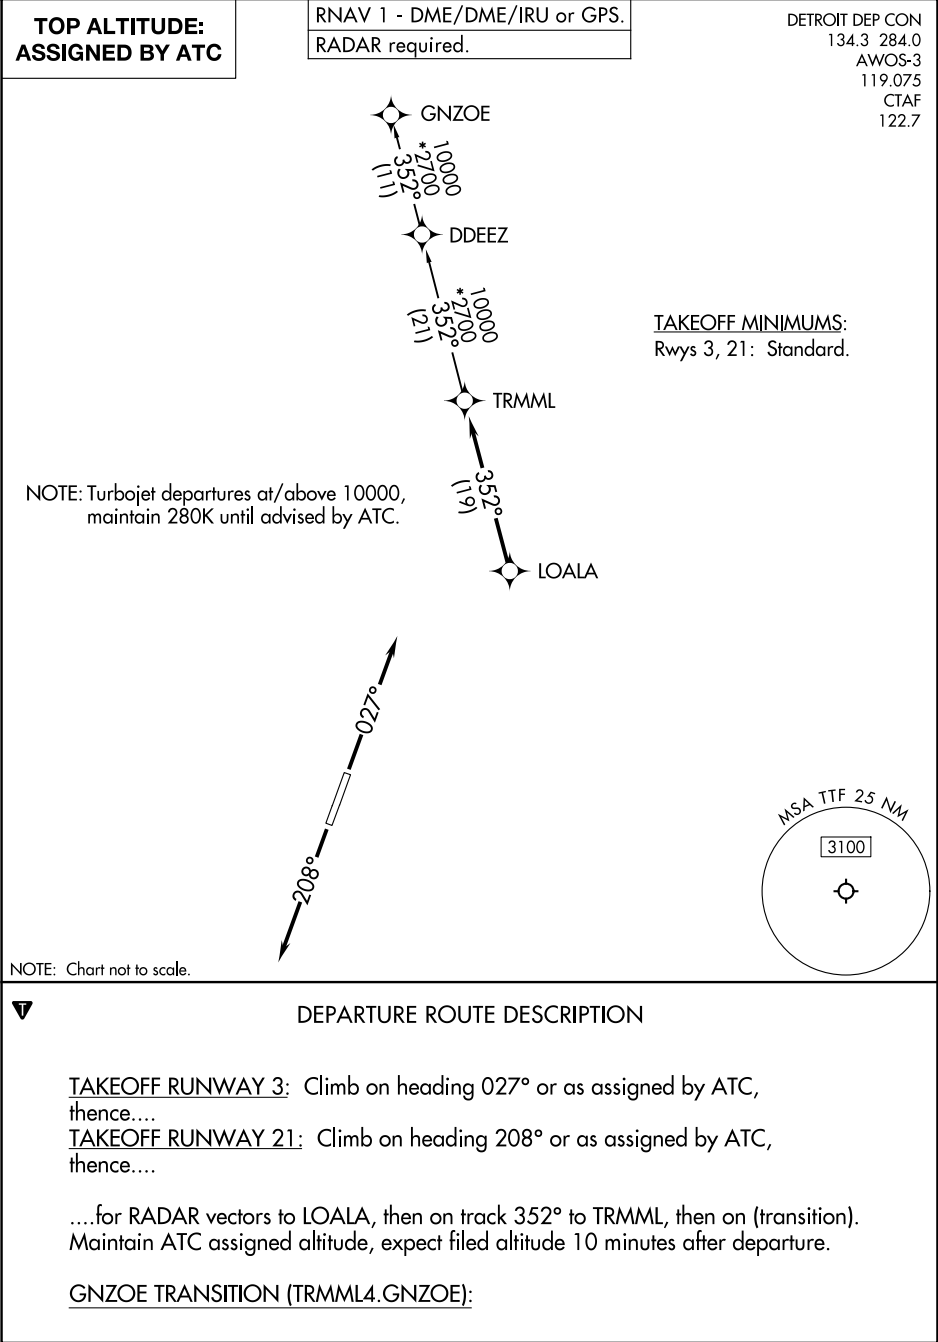 TOP ALTITUDE:
ASSIGNED BY ATC
RNAV 1 - DME/DME/IRU or GPS.
RADAR required.
DETROIT DEP CON
134.3 284.0
AWOS-3
119.075
CTAF
122.7
GNZOE
10000
*2700
352°
(11)
DDEEZ
10000
*2700
352°
(21)
TAKEOFF MINIMUMS:
Rwys 3, 21: Standard.
TRMML
352°
(19)
NOTE: Turbojet departures at/above 10000,
maintain 280K until advised by ATC.
LOALA
027°
208°
MSA TTF 25 NM
3100
NOTE: Chart not to scale.
T
DEPARTURE ROUTE DESCRIPTION
TAKEOFF RUNWAY 3: Climb on heading 027° or as assigned by ATC,
thence....
TAKEOFF RUNWAY 21: Climb on heading 208° or as assigned by ATC,
thence....
....for RADAR vectors to LOALA, then on track 352° to TRMML, then on (transition).
Maintain ATC assigned altitude, expect filed altitude 10 minutes after departure.
GNZOE TRANSITION (TRMML4.GNZOE):